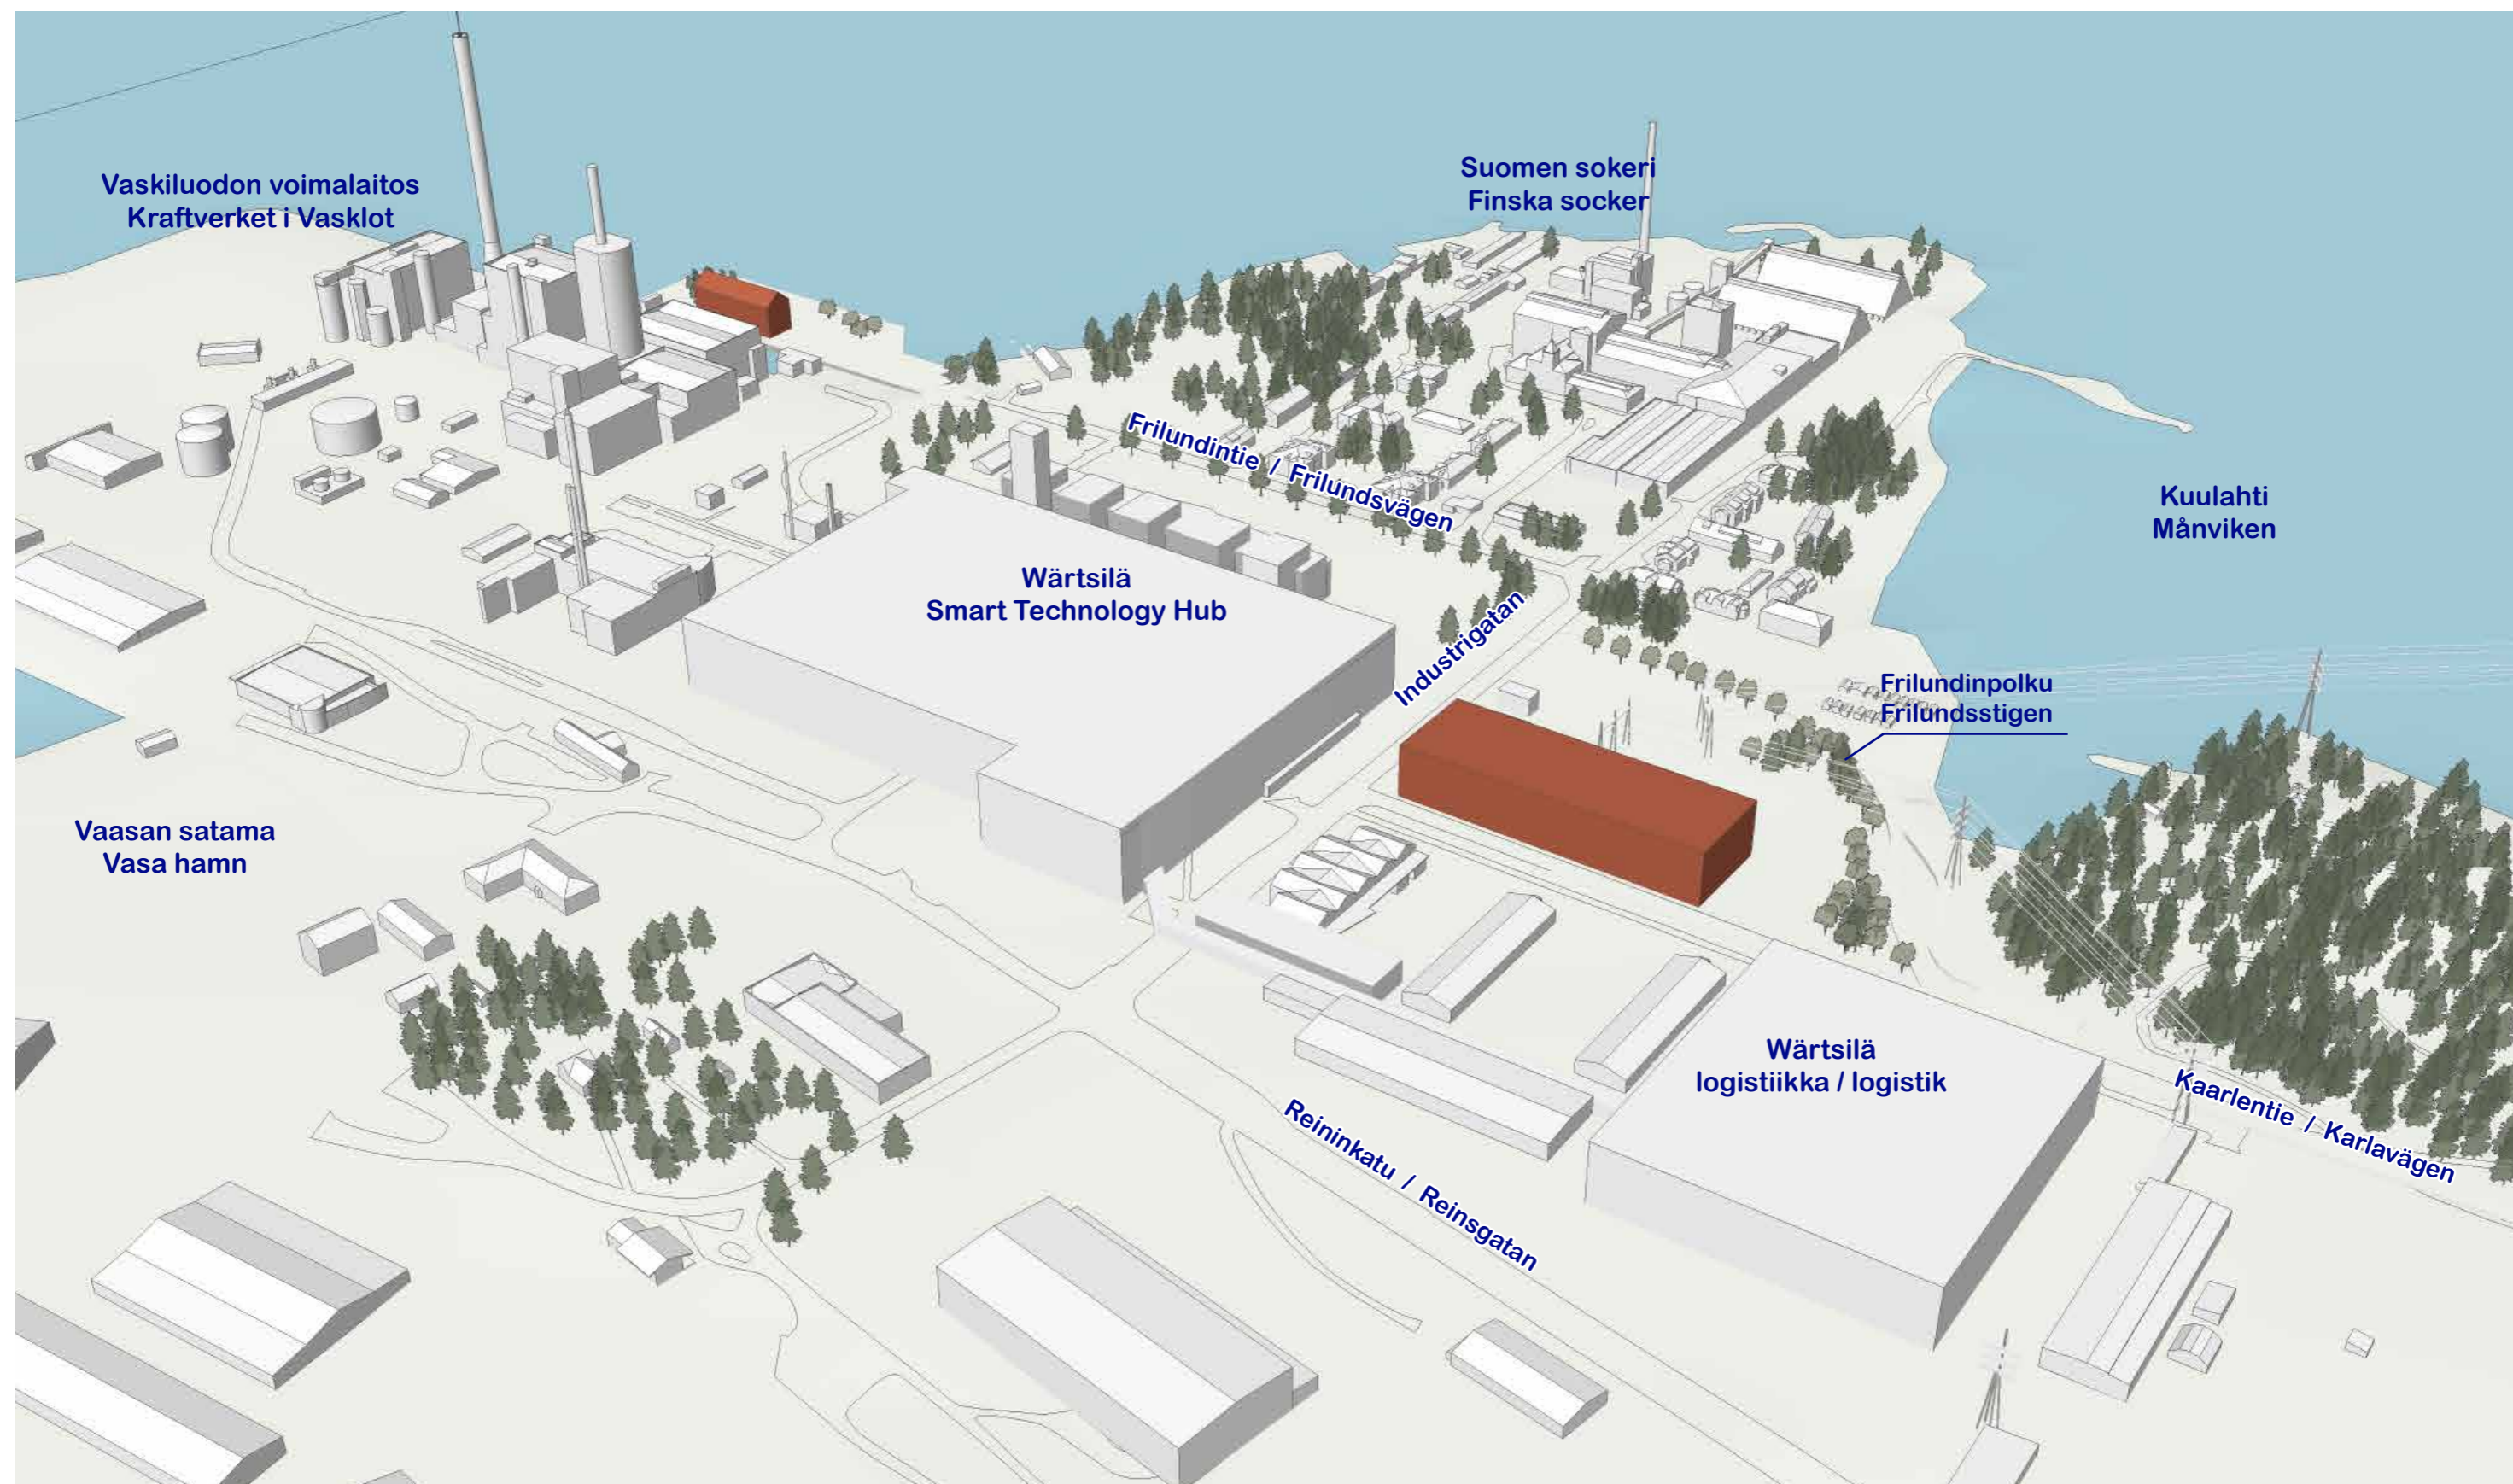 Vaskiluodon voimalaitos
Kraftverket i Vasklot
Suomen sokeri
Finska socker
Frilundintie / Frilundsvägen
Kuulahti
Månviken
Wärtsilä
Smart Technology Hub
Industrigatan
Frilundinpolku
Frilundsstigen
Vaasan satama
Vasa hamn
Wärtsilä
logistiikka / logistik
Kaarlentie / Karlavägen
Reininkatu / Reinsgatan